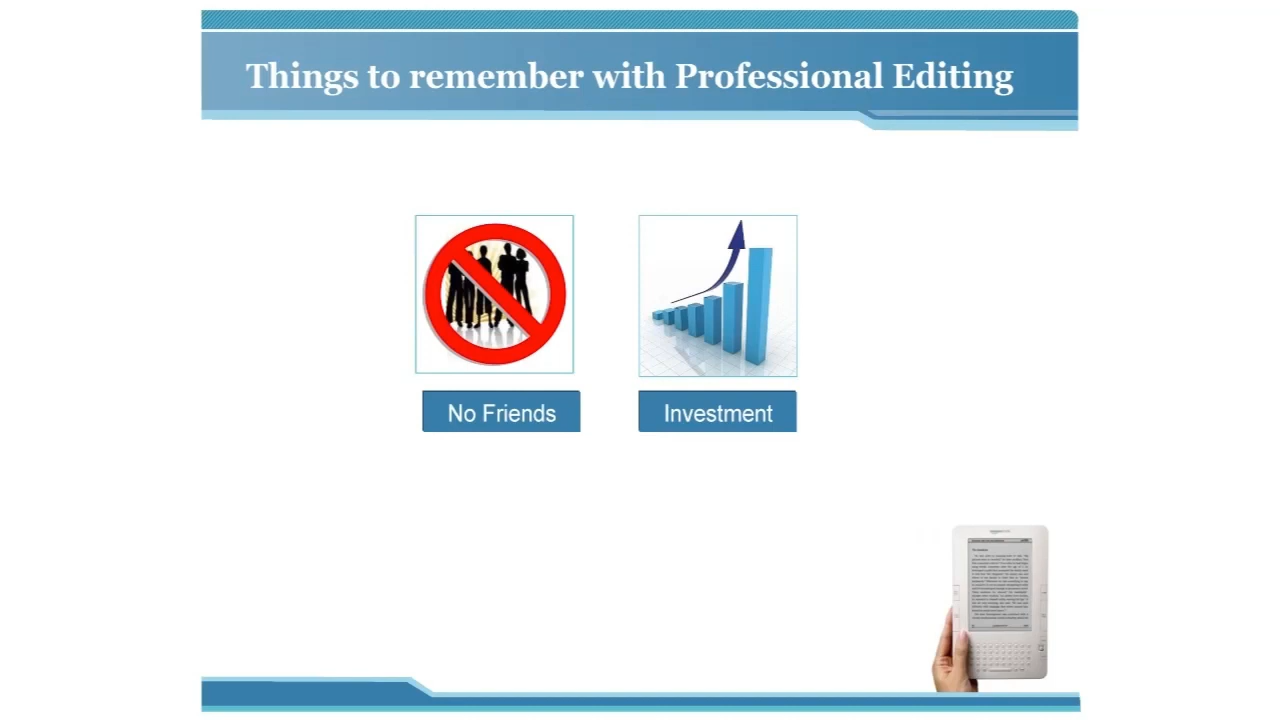 Things to remember with Professional Editing
No Friends
Investment